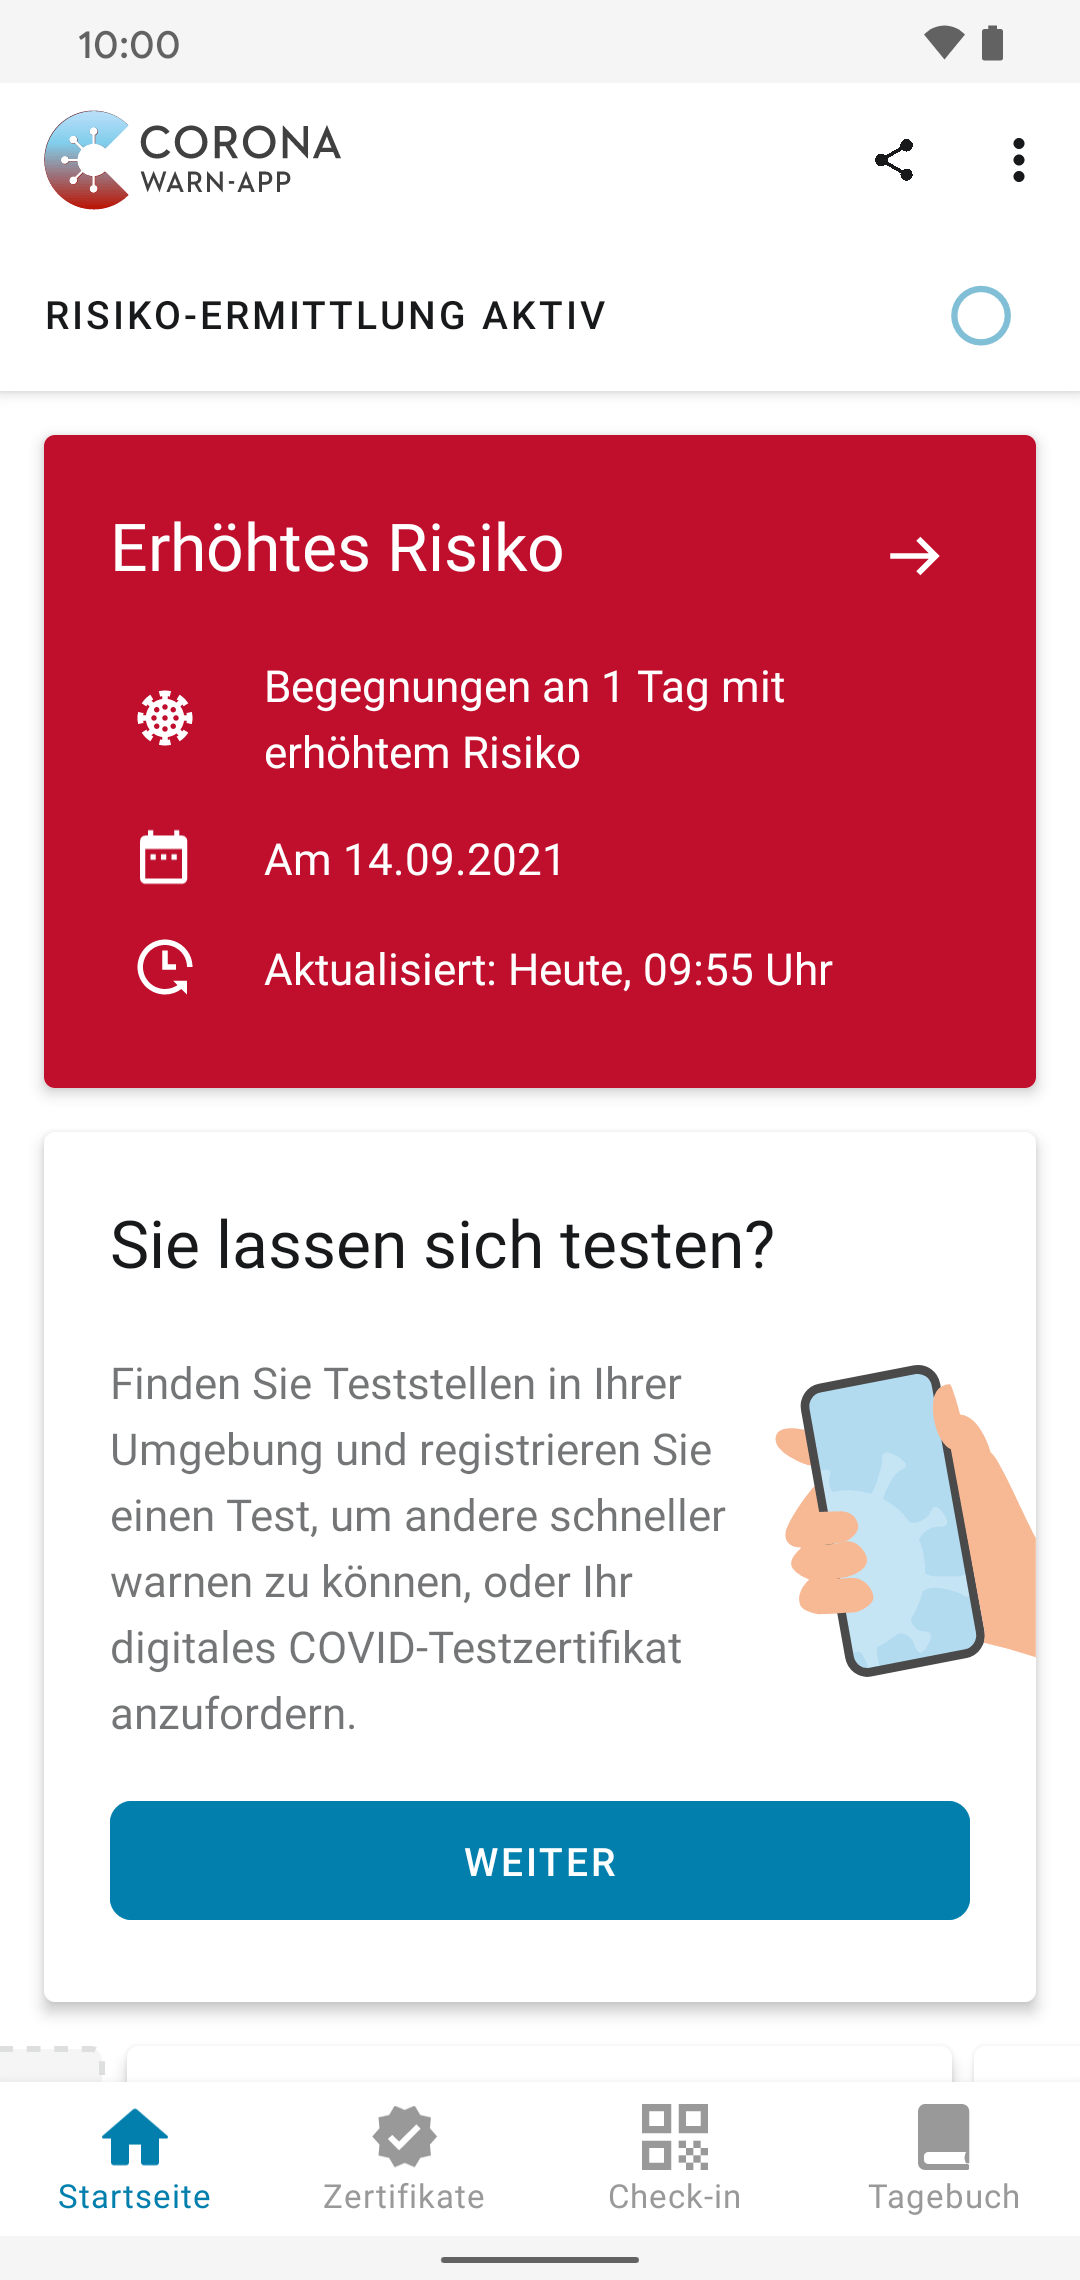 10:00
CORONA
WARN-APP
RISIKO-ERMITTLUNG AKTIV
Erhöhtes Risiko
Begegnungen an 1 Tag mit
erhöhtem Risiko
Am 14.09.2021
Aktualisiert: Heute, 09:55 Uhr
Sie lassen sich testen?
Finden Sie Teststellen in Ihrer
Umgebung und registrieren Sie
einen Test, um andere schneller
warnen zu können, oder Ihr
digitales COVID-Testzertifikat
anzufordern.
WEITER
Startseite
Zertifikate
Check-in
Tagebuch